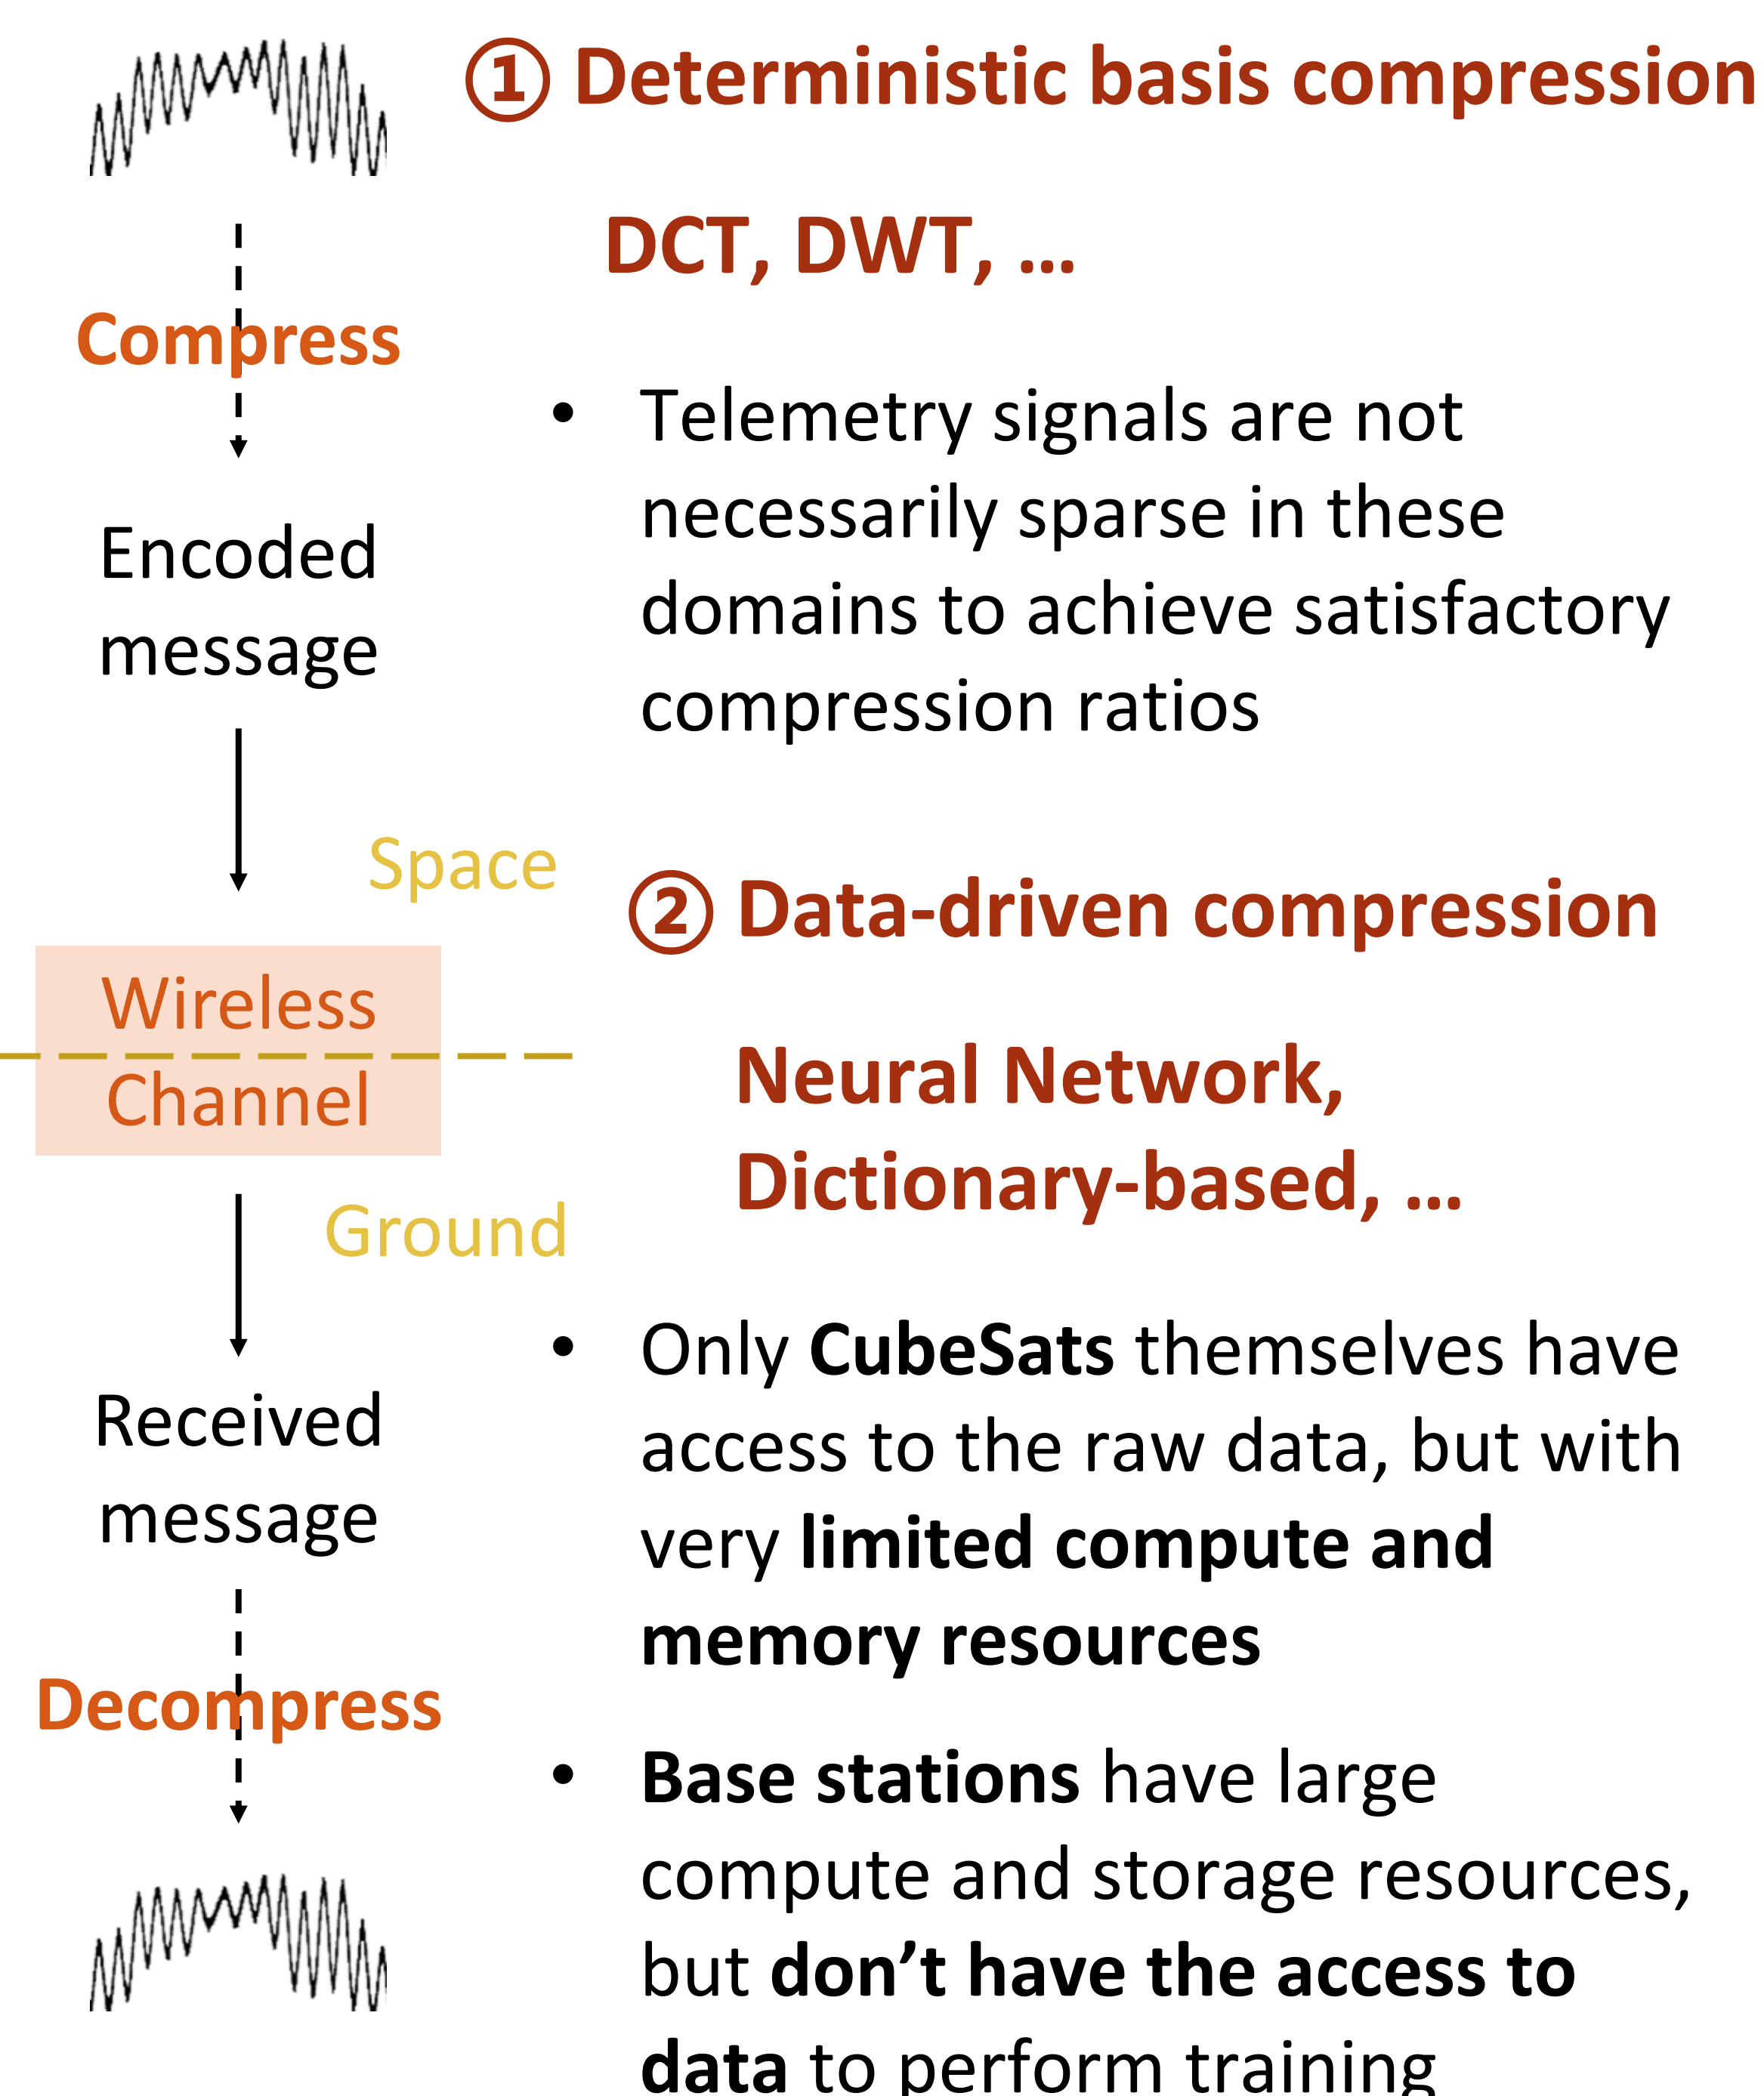 ① Deterministic basis compression
DCT, DWT, ...
Compress
• Telemetry signals are not
necessarily sparse in these
domains to achieve satisfactory
compression ratios
Encoded
message
Space
Wireless
Channel
Ground
Received
message
Decompress
② Data-driven compression
Neural Network,
Dictionary-based, ...
• Only CubeSats themselves have
access to the raw data, but with
very limited compute and
memory resources
• Base stations have large
compute and storage resources,
but don’t have the access to
data to perform training